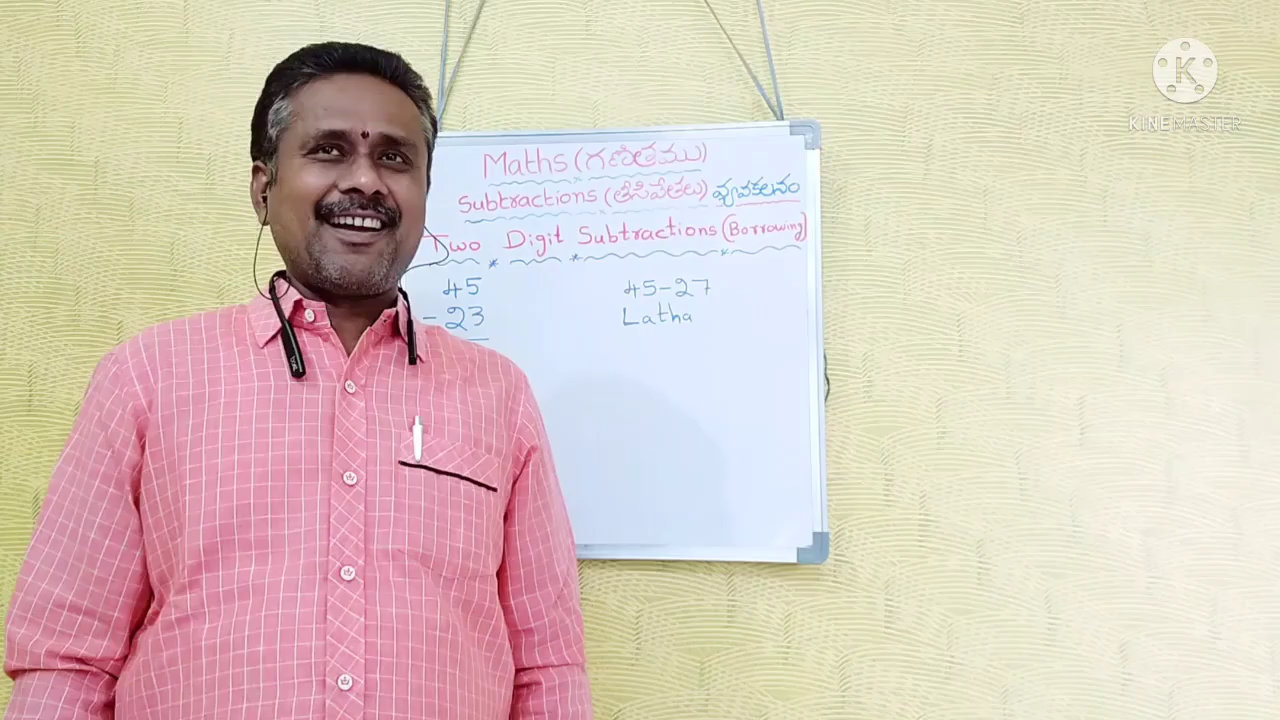 Maths (గణితము)
Subtractions (తీసివేతలు) వ్యవకలనం
Two Digit Subtractions (Borrowing)
45
- 23
45-27
Latha
K
KINEMASTER